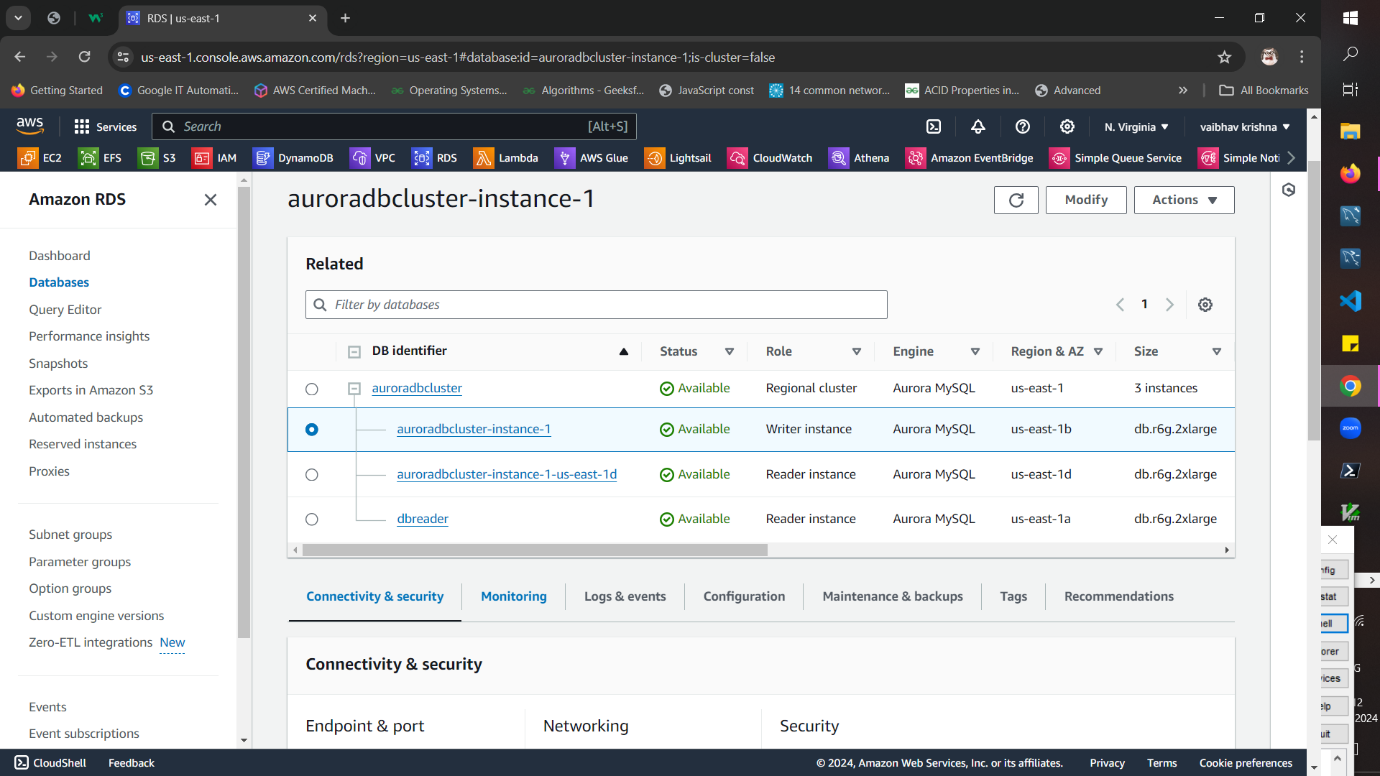 RDS | us-east-1
us-east-1.console.aws.amazon.com/rds?region=us-east-1#database:id=auroradbcluster-instance-1;is-cluster=false
Getting Started Google IT Automati... AWS Certified Mach... Operating Systems... Algorithms - Geeksf... JavaScript const 14 common networ... ACID Properties in... Advanced » All Bookmarks
aws Services Search [Alt+S] N. Virginia vaibhav krishna
EC2 EFS S3 IAM DynamoDB VPC RDS Lambda AWS Glue Lightsail CloudWatch Athena Amazon EventBridge Simple Queue Service Simple Noti
Amazon RDS
Dashboard
Databases
Query Editor
Performance insights
Snapshots
Exports in Amazon S3
Automated backups
Reserved instances
Proxies
Subnet groups
Parameter groups
Option groups
Custom engine versions
Zero-ETL integrations New
Events
Event subscriptions
auroradbcluster-instance-1
Modify Actions
Related
Filter by databases
1
DB identifier Status Role Engine Region & AZ Size
auroradbcluster Available Regional cluster Aurora MySQL us-east-1 3 instances
auroradbcluster-instance-1 Available Writer instance Aurora MySQL us-east-1b db.r6g.2xlarge
auroradbcluster-instance-1-us-east-1d Available Reader instance Aurora MySQL us-east-1d db.r6g.2xlarge
dbreader Available Reader instance Aurora MySQL us-east-1a db.r6g.2xlarge
Connectivity & security Monitoring Logs & events Configuration Maintenance & backups Tags Recommendations
Connectivity & security
Endpoint & port Networking Security
CloudShell Feedback © 2024, Amazon Web Services, Inc. or its affiliates. Privacy Terms Cookie preferences
zoom
nfig
stat
ell
orer
vices
elp
uit
G
12
2024